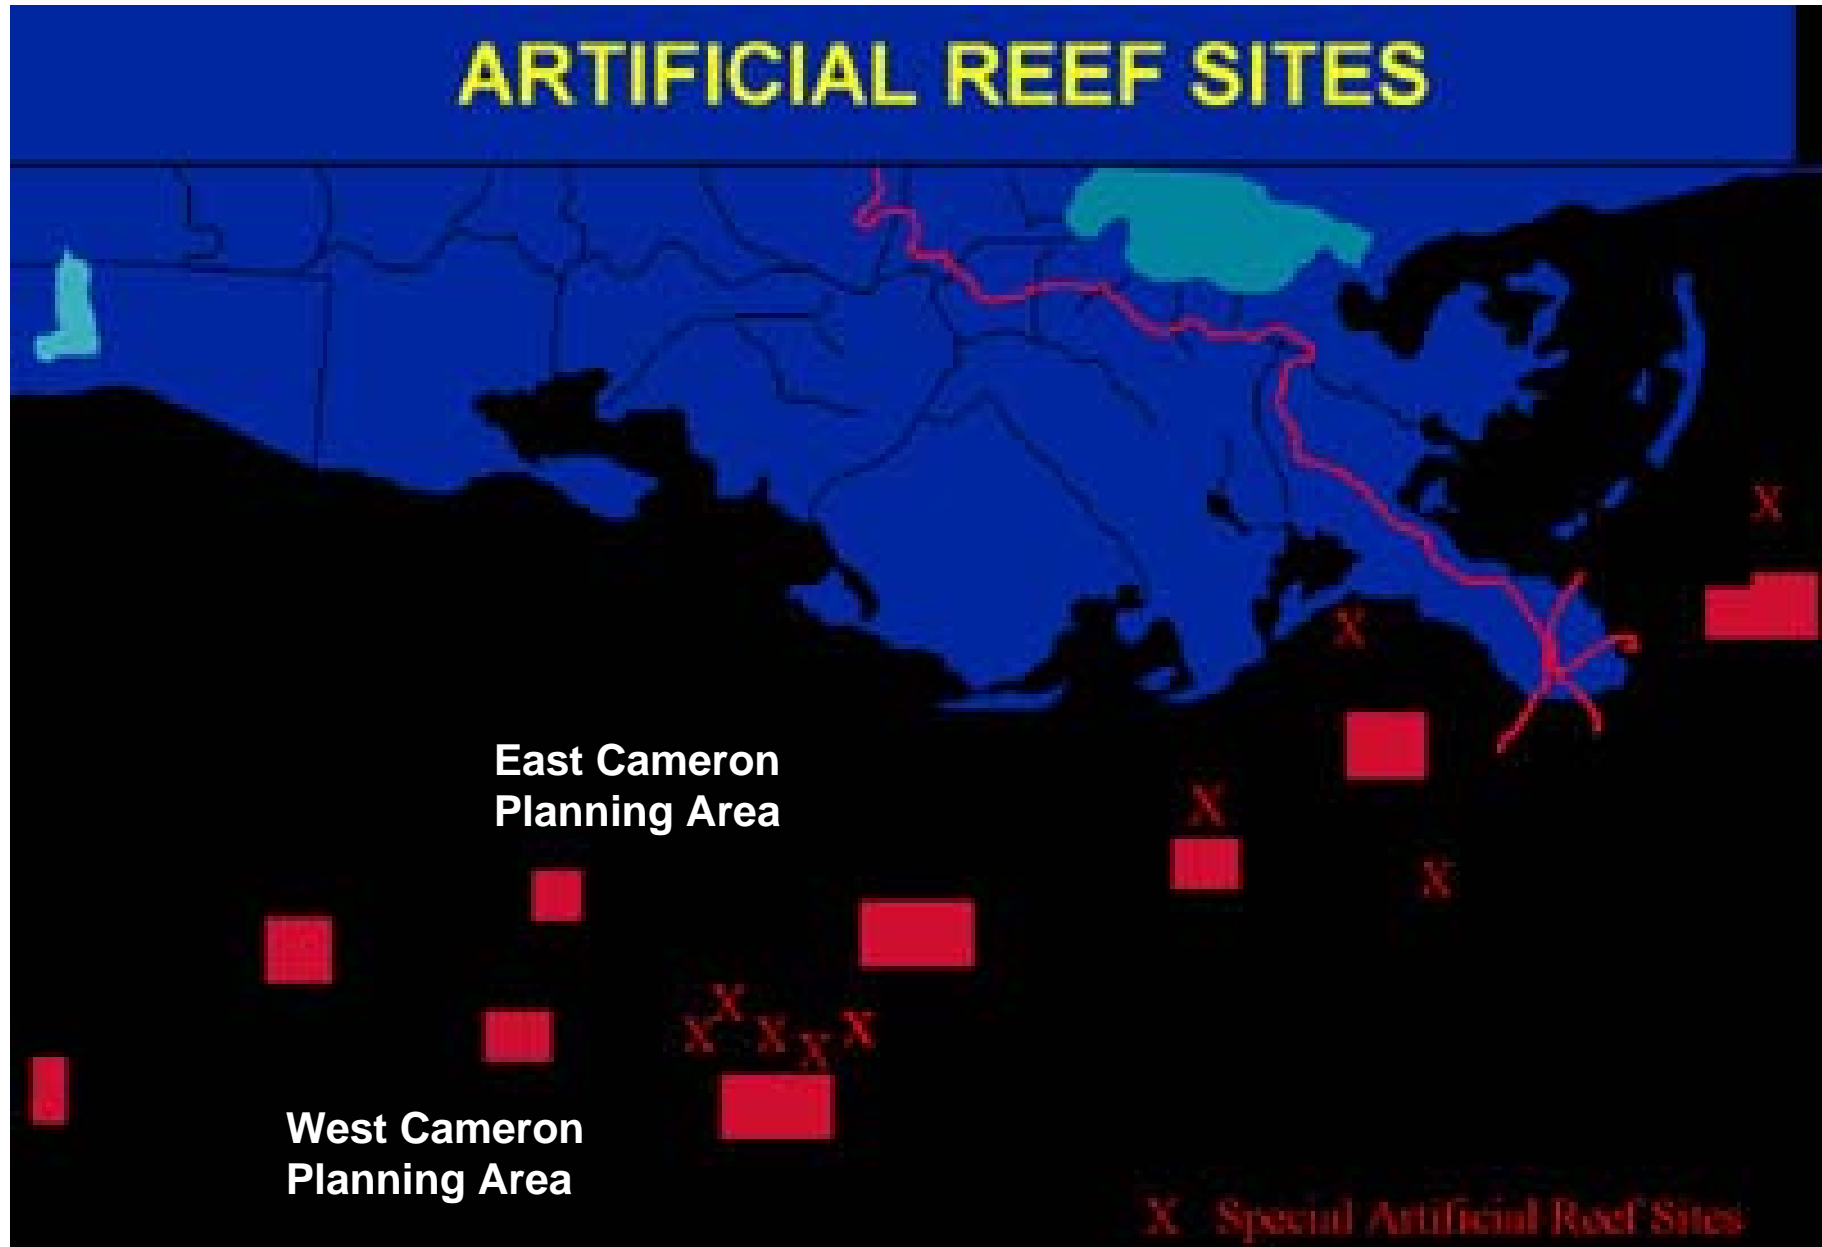 ARTIFICIAL REEF SITES
X
X
East Cameron
Planning Area
X
X
X
X
X
X
X
West Cameron
Planning Area
X Special Artificial Reef Sites